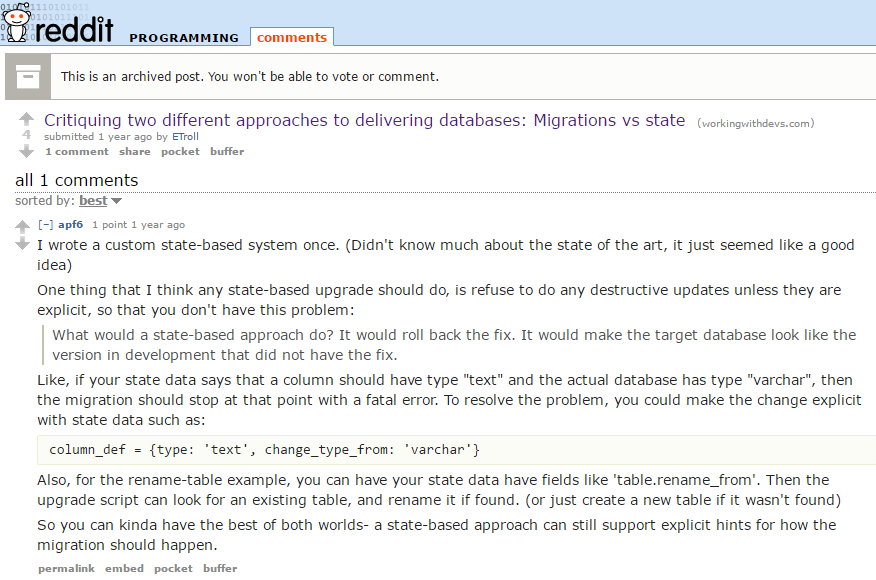 reddit PROGRAMMING comments
This is an archived post. You won't be able to vote or comment.
Critiquing two different approaches to delivering databases: Migrations vs state (workingwithdevs.com)
4
submitted 1 year ago by ETroll
1 comment share pocket buffer
all 1 comments
sorted by: best
[–] apf6 1 point 1 year ago
I wrote a custom state-based system once. (Didn't know much about the state of the art, it just seemed like a good
idea)
One thing that I think any state-based upgrade should do, is refuse to do any destructive updates unless they are
explicit, so that you don't have this problem:
What would a state-based approach do? It would roll back the fix. It would make the target database look like the
version in development that did not have the fix.
Like, if your state data says that a column should have type "text" and the actual database has type "varchar", then
the migration should stop at that point with a fatal error. To resolve the problem, you could make the change explicit
with state data such as:
column_def = {type: 'text', change_type_from: 'varchar'}
Also, for the rename-table example, you can have your state data have fields like 'table.rename_from'. Then the
upgrade script can look for an existing table, and rename it if found. (or just create a new table if it wasn't found)
So you can kinda have the best of both worlds- a state-based approach can still support explicit hints for how the
migration should happen.
permalink embed pocket buffer